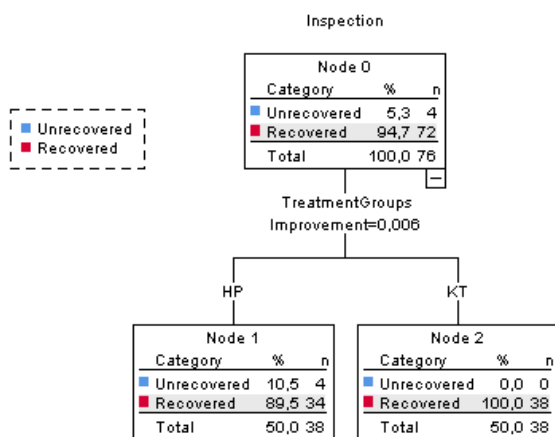 Inspection
Node 0
Category % n
Unrecovered 5,3 4
Recovered 94,7 72
Total 100,0 76
Unrecovered
Recovered
TreatmentGroups
Improvement=0,006
HP
KT
Node 1
Category % n
Unrecovered 10,5 4
Recovered 89,5 34
Total 50,0 38
Node 2
Category % n
Unrecovered 0,0 0
Recovered 100,0 38
Total 50,0 38